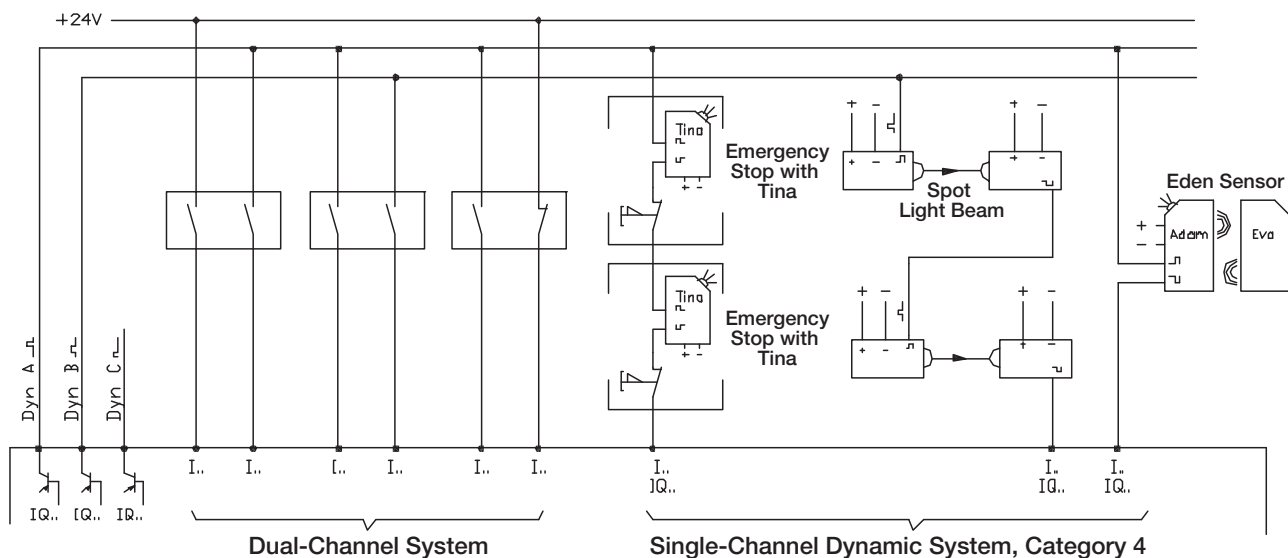 +24V
Tina
Emergency
Stop with
Tina
+ -
+ -
+ -
+ -
+ -
+ -
Spot
Light Beam
Eden Sensor
+
-
Adam
Eva
Tina
Emergency
Stop with
Tina
+ -
+ -
+ -
+ -
+ -
Dyn A
Dyn B
Dyn C
I.. I.. I.. I.. I.. I.. I.. I.. I..
IQ.. IQ.. IQ.. IQ.. IQ.. IQ..
Dual-Channel System
Single-Channel Dynamic System, Category 4